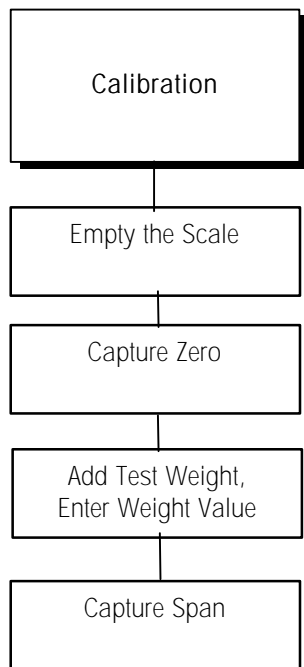 Calibration
Empty the Scale
Capture Zero
Add Test Weight,
Enter Weight Value
Capture Span